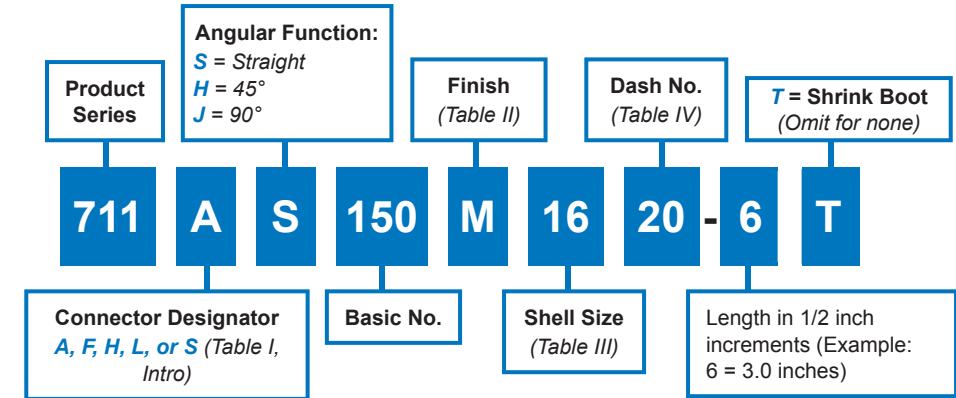 Angular Function:
S = Straight
H = 45°
J = 90°
Product
Series
Finish
(Table II)
Dash No.
(Table IV)
T = Shrink Boot
(Omit for none)
711 A S 150 M 16 20 - 6 T
Connector Designator
A, F, H, L, or S (Table I,
Intro)
Basic No.
Shell Size
(Table III)
Length in 1/2 inch
increments (Example:
6 = 3.0 inches)